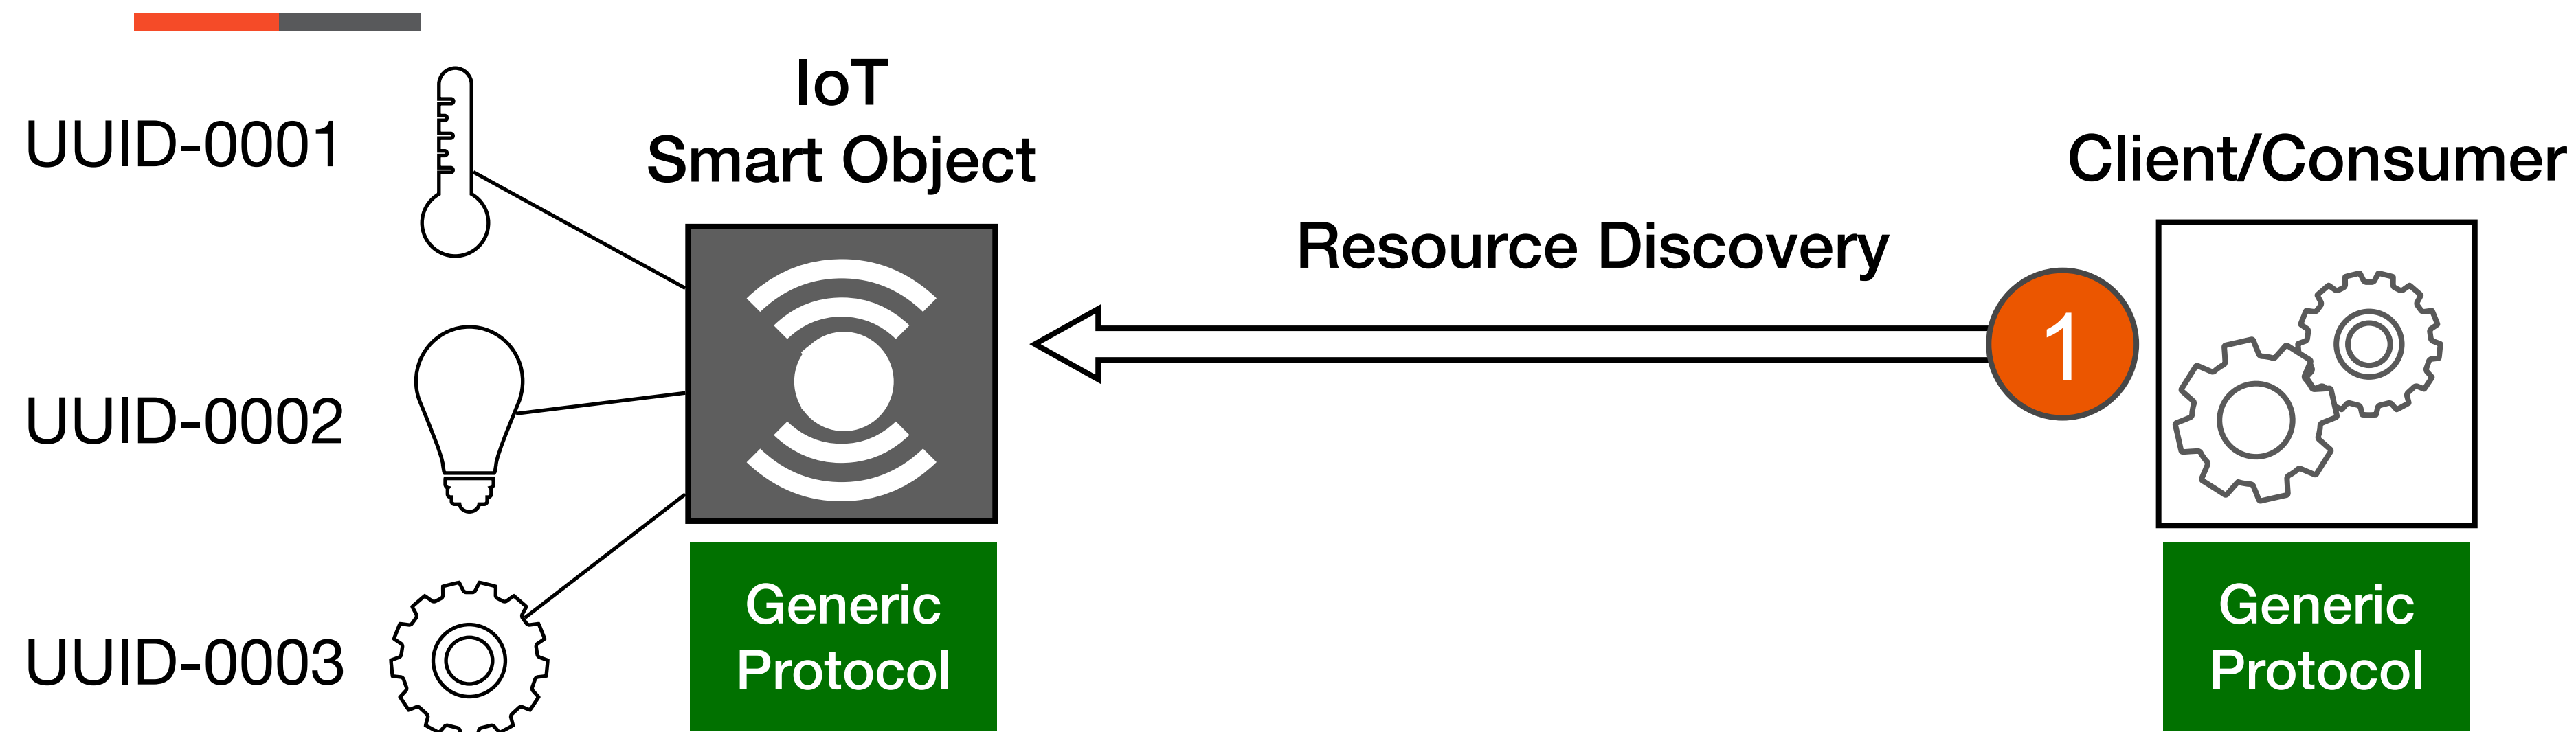 IoT
Smart Object
UUID-0001
Client/Consumer
Resource Discovery
1
UUID-0002
UUID-0003
Generic
Protocol
Generic
Protocol